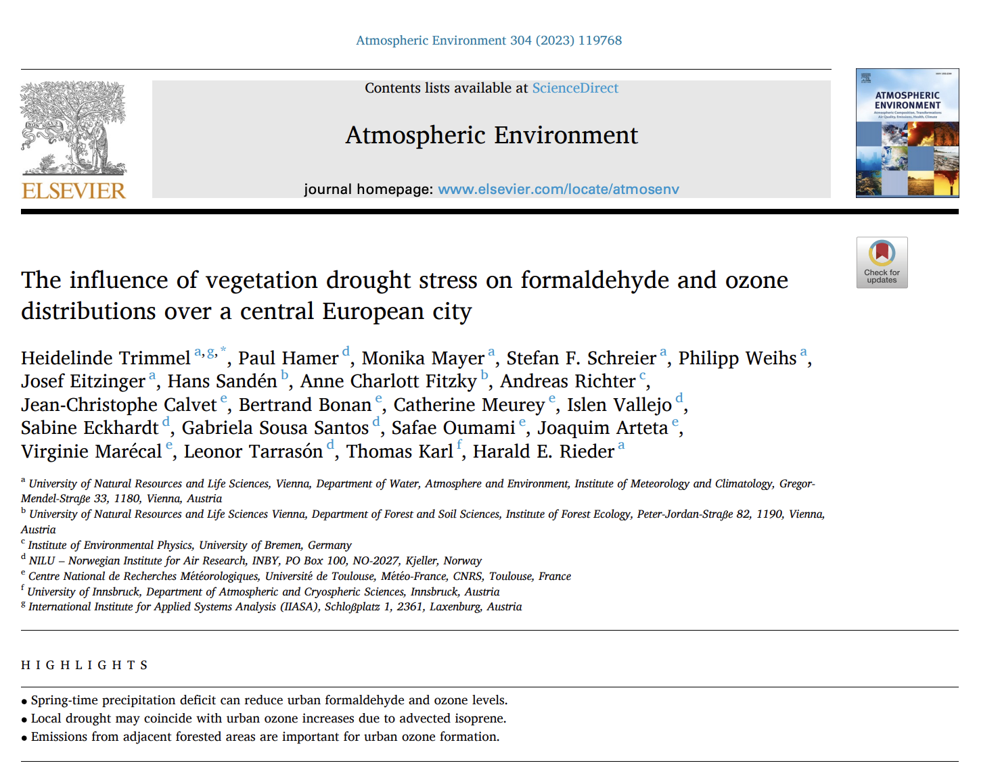 Atmospheric Environment 304 (2023) 119768
Contents lists available at ScienceDirect
Atmospheric Environment
journal homepage: www.elsevier.com/locate/atmosenv
NON SOLUS
ELSEVIER
ATMOSPHERIC
ENVIRONMENT
Atmospheric Composition, Transformations
Air Quality, Emissions, Health, Climate
Check for
updates
The influence of vegetation drought stress on formaldehyde and ozone
distributions over a central European city
Heidelinde Trimmel a,g,*, Paul Hamer d, Monika Mayer a, Stefan F. Schreier a, Philipp Weihs a,
Josef Eitzinger a, Hans Sandén b, Anne Charlott Fitzky b, Andreas Richter c,
Jean-Christophe Calvet e, Bertrand Bonan e, Catherine Meurey e, Islen Vallejo d,
Sabine Eckhardt d, Gabriela Sousa Santos d, Safae Oumami e, Joaquim Arteta e,
Virginie Marécal e, Leonor Tarrasón d, Thomas Karl f, Harald E. Rieder a
a University of Natural Resources and Life Sciences, Vienna, Department of Water, Atmosphere and Environment, Institute of Meteorology and Climatology, Gregor-
Mendel-Straße 33, 1180, Vienna, Austria
b University of Natural Resources and Life Sciences Vienna, Department of Forest and Soil Sciences, Institute of Forest Ecology, Peter-Jordan-Straße 82, 1190, Vienna,
Austria
c Institute of Environmental Physics, University of Bremen, Germany
d NILU – Norwegian Institute for Air Research, INBY, PO Box 100, NO-2027, Kjeller, Norway
e Centre National de Recherches Météorologiques, Université de Toulouse, Météo-France, CNRS, Toulouse, France
f University of Innsbruck, Department of Atmospheric and Cryospheric Sciences, Innsbruck, Austria
g International Institute for Applied Systems Analysis (IIASA), Schloßplatz 1, 2361, Laxenburg, Austria
HIGHLIGHTS
• Spring-time precipitation deficit can reduce urban formaldehyde and ozone levels.
• Local drought may coincide with urban ozone increases due to advected isoprene.
• Emissions from adjacent forested areas are important for urban ozone formation.